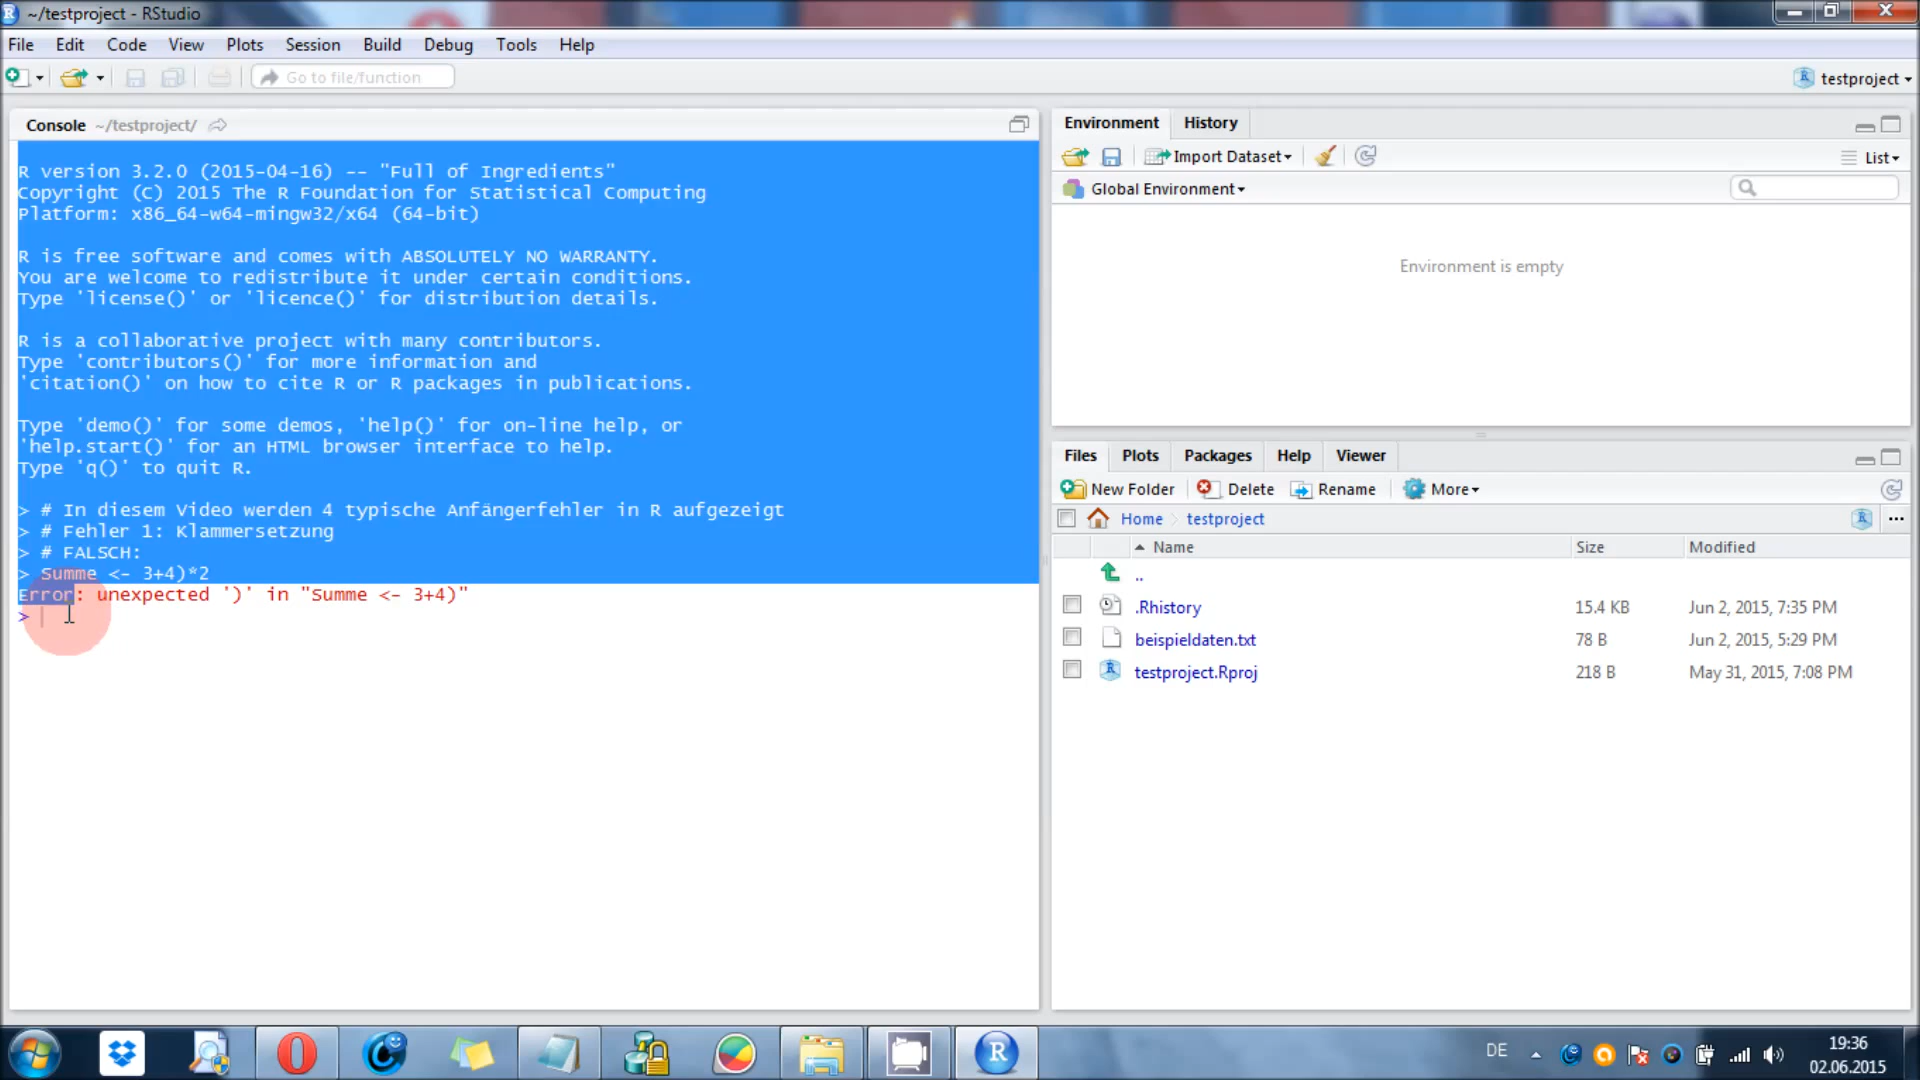 ~/testproject - RStudio
File Edit Code View Plots Session Build Debug Tools Help
Go to file/function
testproject
Console ~/testproject/
R version 3.2.0 (2015-04-16) -- "Full of Ingredients"
Copyright (C) 2015 The R Foundation for Statistical Computing
Platform: x86_64-w64-mingw32/x64 (64-bit)
R is free software and comes with ABSOLUTELY NO WARRANTY.
You are welcome to redistribute it under certain conditions.
Type 'license()' or 'licence()' for distribution details.
R is a collaborative project with many contributors.
Type 'contributors()' for more information and
'citation()' on how to cite R or R packages in publications.
Type 'demo()' for some demos, 'help()' for on-line help, or
'help.start()' for an HTML browser interface to help.
Type 'q()' to quit R.
> # In diesem Video werden 4 typische Anfängerfehler in R aufgezeigt
> # Fehler 1: Klammersetzung
> # FALSCH:
> Summe <- 3+4)*2
Error: unexpected ')' in "Summe <- 3+4)"
>
Environment History
Import Dataset
List
Global Environment
Environment is empty
Files Plots Packages Help Viewer
New Folder Delete Rename More
Home testproject
Name Size Modified
..
.Rhistory 15.4 KB Jun 2, 2015, 7:35 PM
beispieldaten.txt 78 B Jun 2, 2015, 5:29 PM
testproject.Rproj 218 B May 31, 2015, 7:08 PM
DE
19:36
02.06.2015